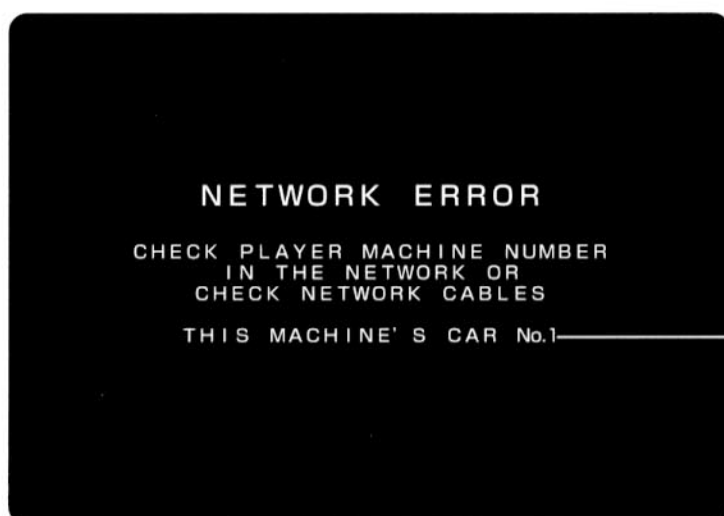 NETWORK ERROR
CHECK PLAYER MACHINE NUMBER
IN THE NETWORK OR
CHECK NETWORK CABLES
THIS MACHINE'S CAR No.1